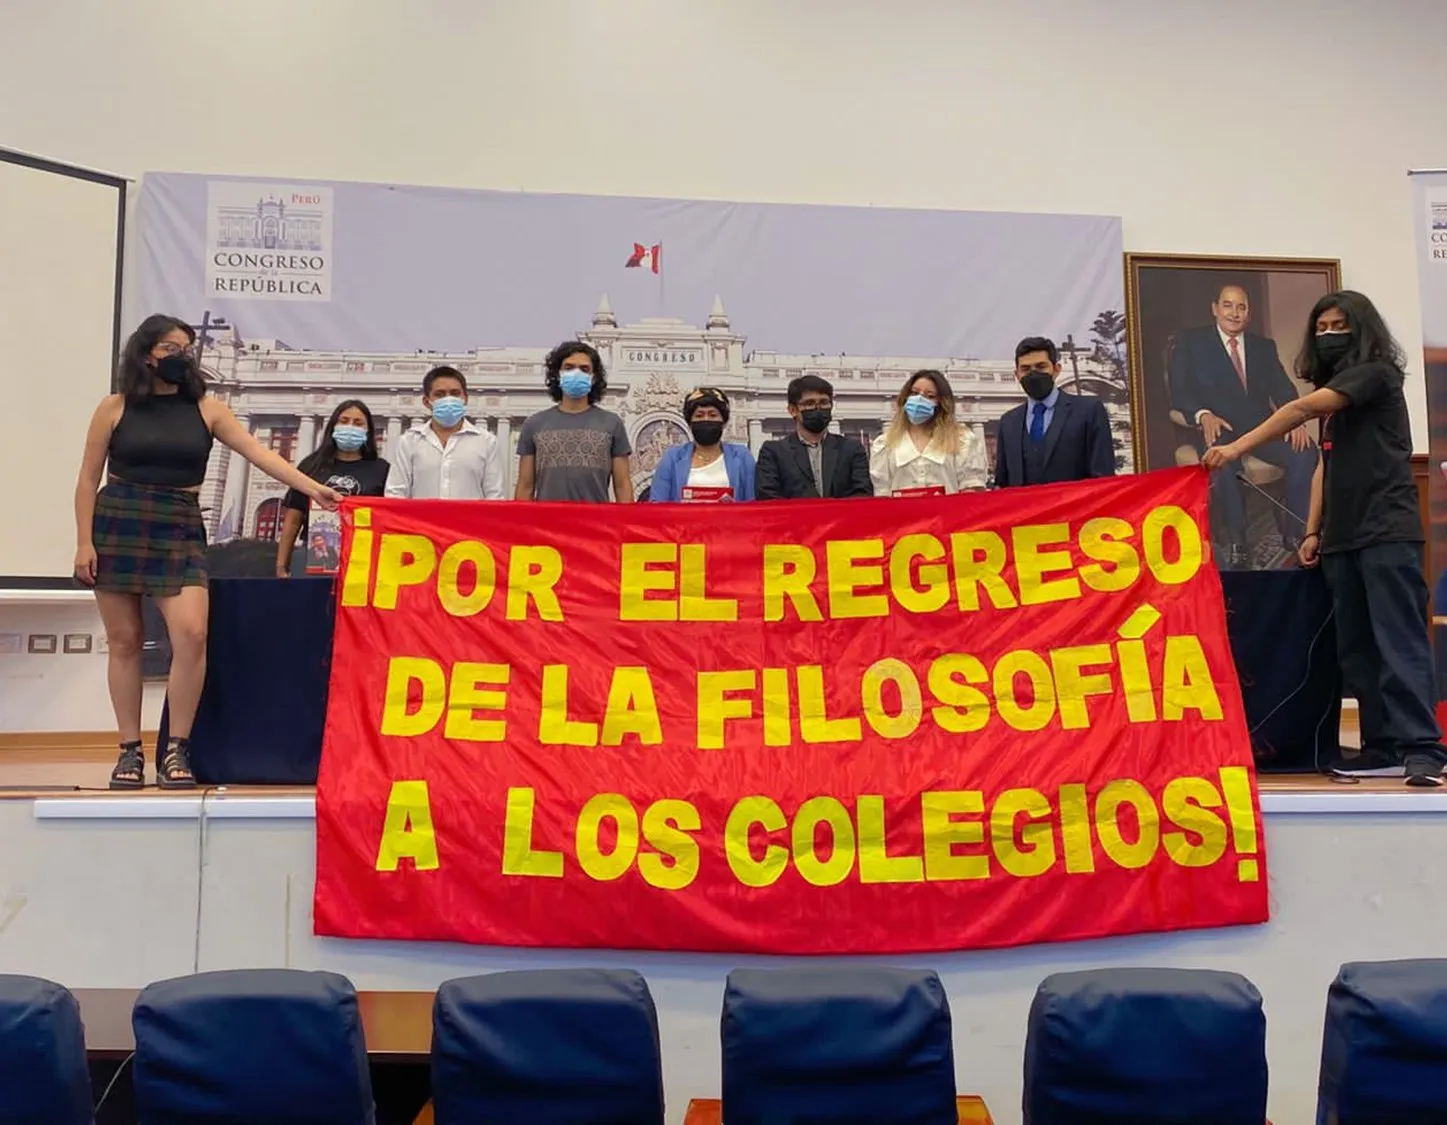 PERÚ
CONGRESO
de la
REPÚBLICA
CONGRESO
¡POR EL REGRESO
DE LA FILOSOFÍA
A LOS COLEGIOS!